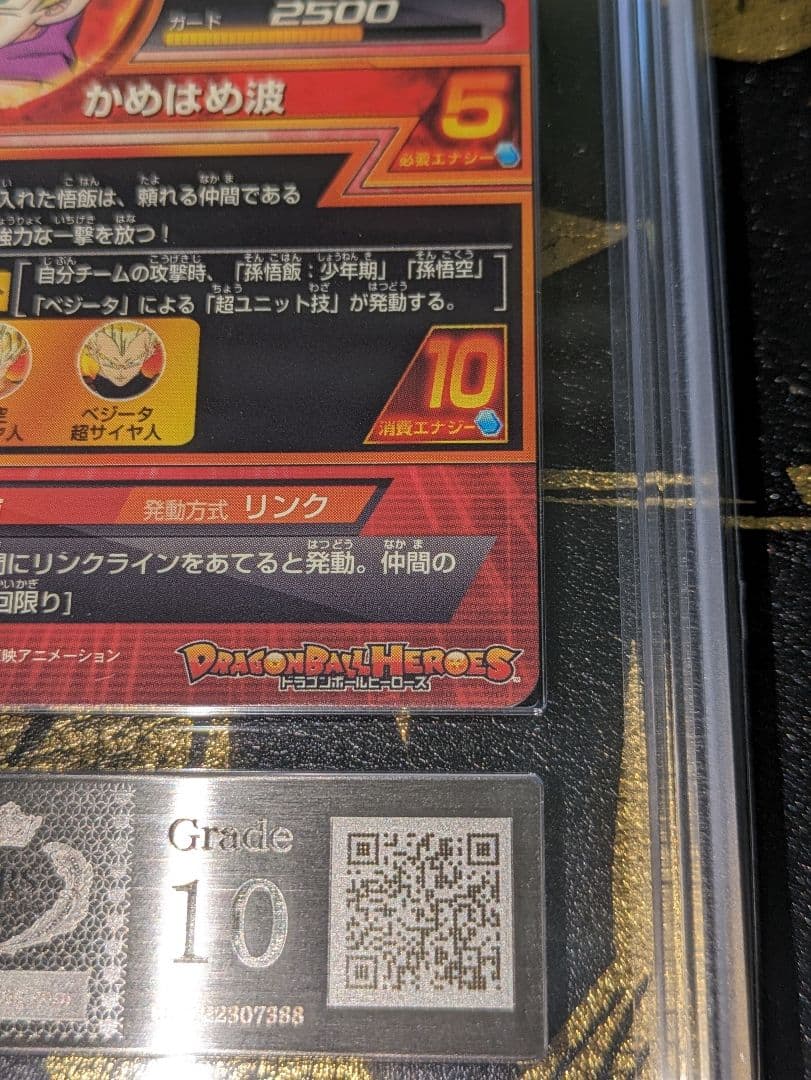 ガード 2500
かめはめ波
5
必要エナジー
入れた悟飯は、頼れる仲間である
強力な一撃を放つ！
自分チームの攻撃時、「孫悟飯：少年期」「孫悟空」
「ベジータ」による「超ユニット技」が発動する。
ベジータ
超サイヤ人
10
消費エナジー
発動方式 リンク
間にリンクラインをあてると発動。仲間の
回限り]
映アニメーション
DRAGONBALL HEROES
ドラゴンボールヒーローズ
Grade
10
2307388